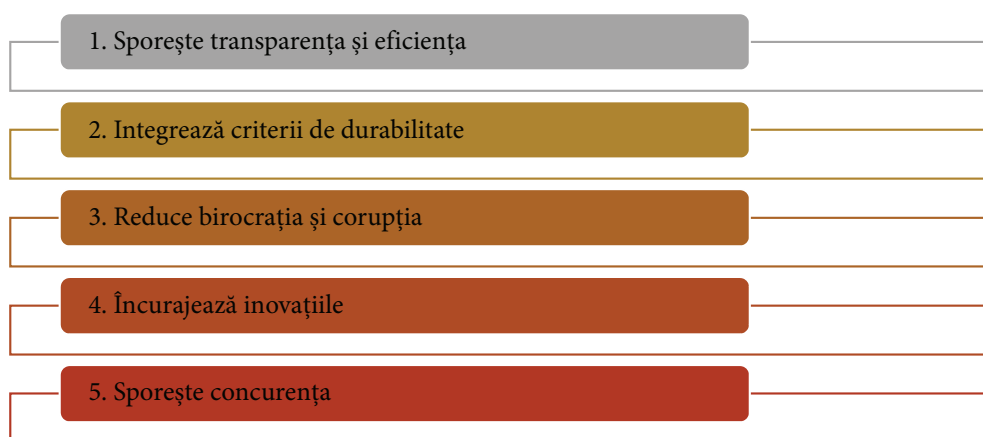 1. Sporește transparența și eficiența
2. Integrează criterii de durabilitate
3. Reduce birocrația și corupția
4. Încurajează inovațiile
5. Sporește concurența